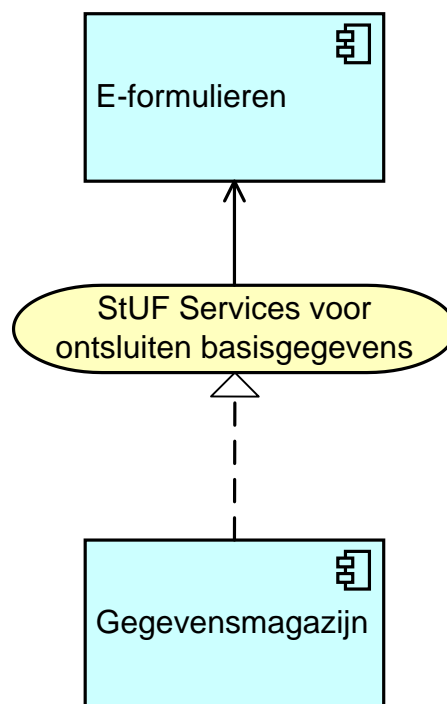 E-formulieren
StUF Services voor
ontsluiten basisgegevens
Gegevensmagazijn